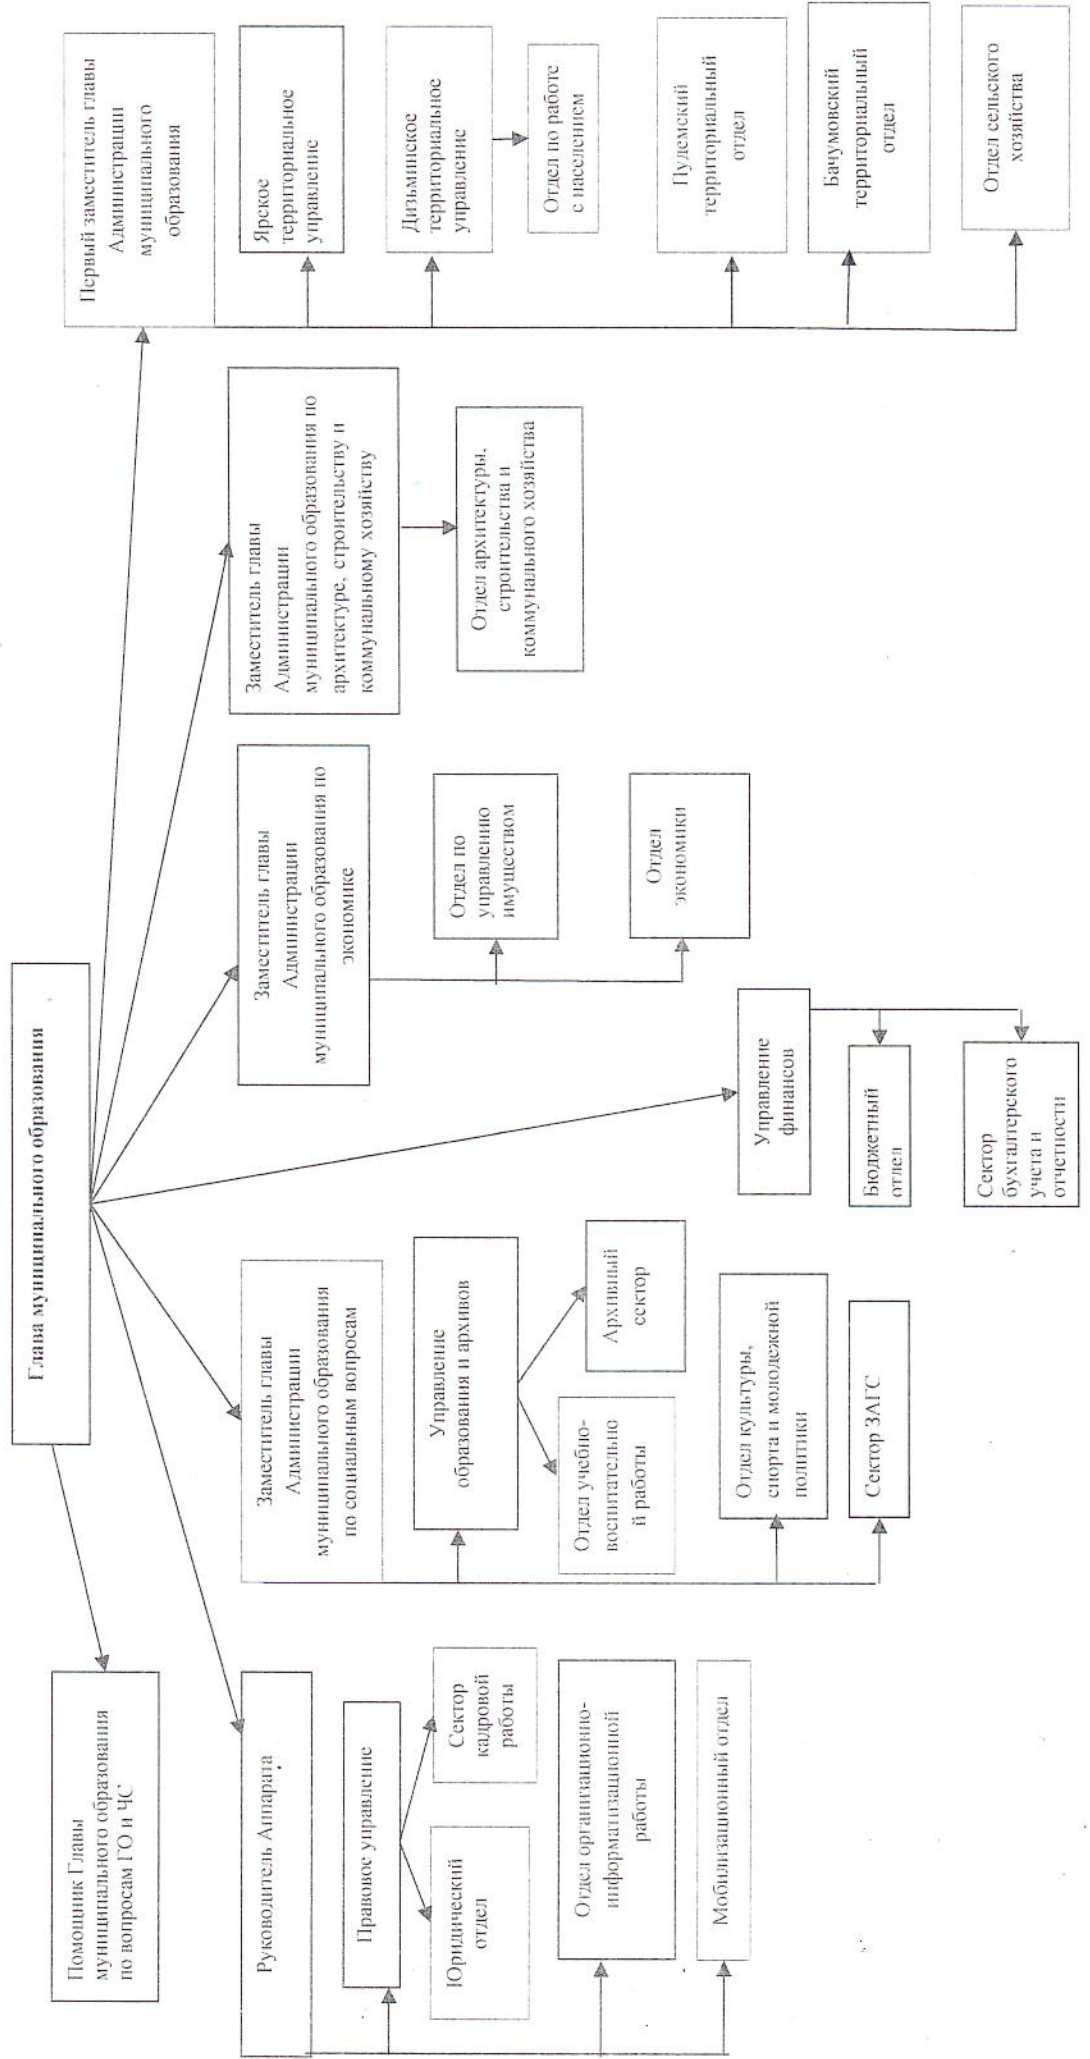 Глава муниципального образования
Помощник Главы
муниципального образования
по вопросам ГО и ЧС
Руководитель Аппарата
Правовое управление
Юридический
отдел
Сектор
кадровой
работы
Отдел организационно-
информатизационной
работы
Мобилизационный отдел
Заместитель главы
Администрации
муниципального образования
по социальным вопросам
Управление
образования и архивов
Отдел учебно-
воспитательно
й работы
Архивный
сектор
Отдел культуры,
спорта и молодежной
политики
Сектор ЗАГС
Управление
финансов
Бюджетный
отдел
Сектор
бухгалтерского
учета и
отчетности
Заместитель главы
Администрации
муниципального образования по
экономике
Отдел по
управлению
имуществом
Отдел
экономики
Заместитель главы
Администрации
муниципального образования по
архитектуре, строительству и
коммунальному хозяйству
Отдел архитектуры,
строительства и
коммунального хозяйства
Первый заместитель главы
Администрации
муниципального
образования
Ярское
территориальное
управление
Дизьминское
территориальное
управление
Отдел по работе
с населением
Пудемский
территориальный
отдел
Бачумовский
территориальный
отдел
Отдел сельского
хозяйства